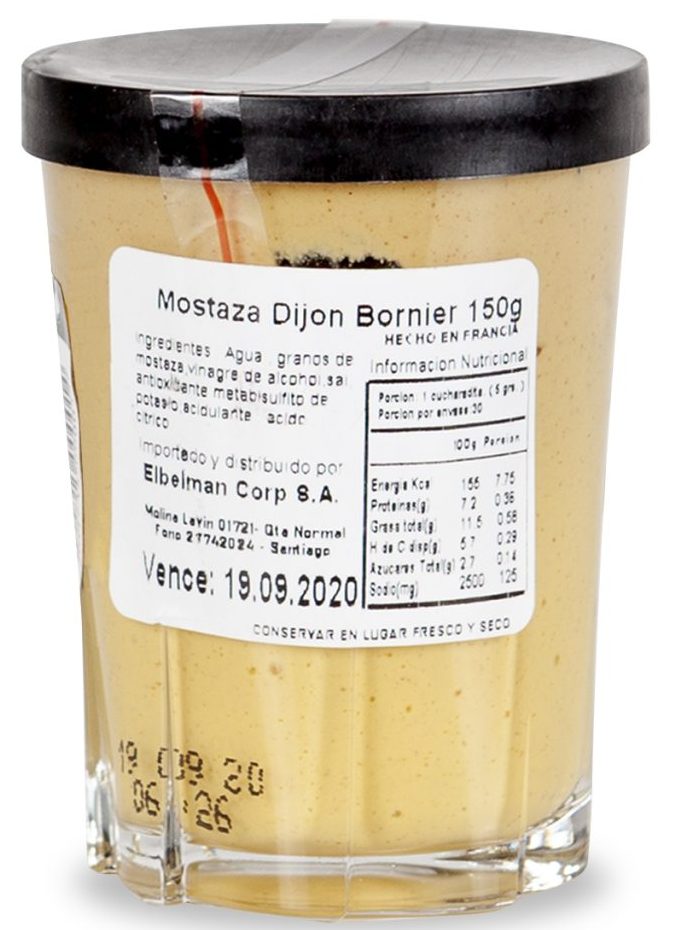 Mostaza Dijon Bornier 150g
HECHO EN FRANCIA
Ingredientes Agua, granos de
mostaza,vinagre de alcohol,sal
antioxidante metabisulfito de
potasio,acidulante acido
citrico
Importado y distribuido por
Elbelman Corp S.A.
Molina Lavin 01721- Qta Normal
Fono 27742024 - Santiago
Vence: 19.09.2020
Informacion Nutricional
Porcion: 1 cucharadita ( 5 grs. )
Porcion por envase:30
100g Porcion
Energia Kcal 155 7.75
Proteinas(g) 7.2 0.36
Grasa total(g) 11.5 0.58
H de C disp(g) 5.7 0.29
Azucares Total(g) 2.7 0.14
Sodio(mg) 2500 125
CONSERVAR EN LUGAR FRESCO Y SECO
19 09 20